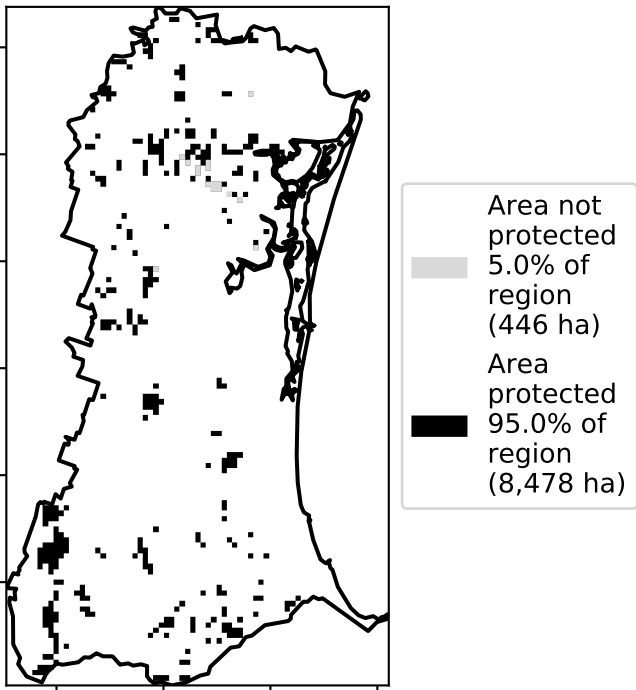 Area not
protected
5.0% of
region
(446 ha)
Area
protected
95.0% of
region
(8,478 ha)